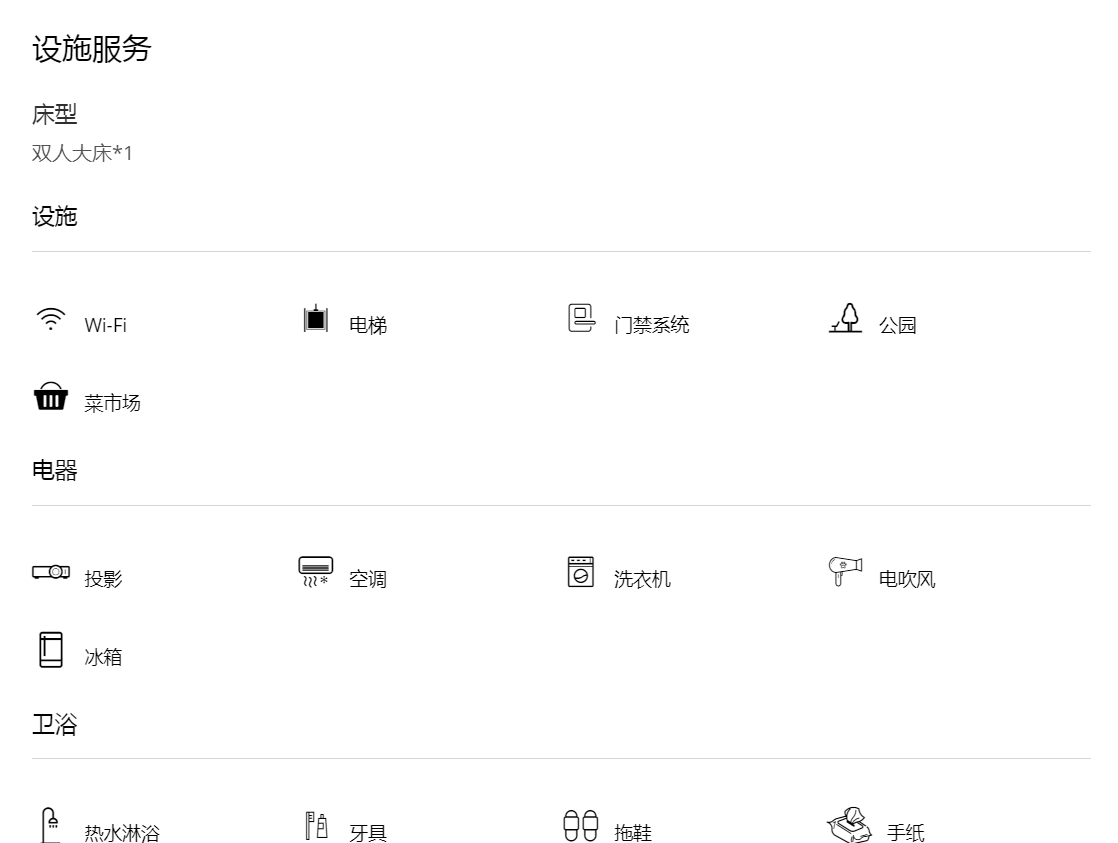 设施服务
床型
双人大床*1
设施
Wi-Fi 电梯 门禁系统 公园
菜市场
电器
投影 空调 洗衣机 电吹风
冰箱
卫浴
热水淋浴 牙具 拖鞋 手纸